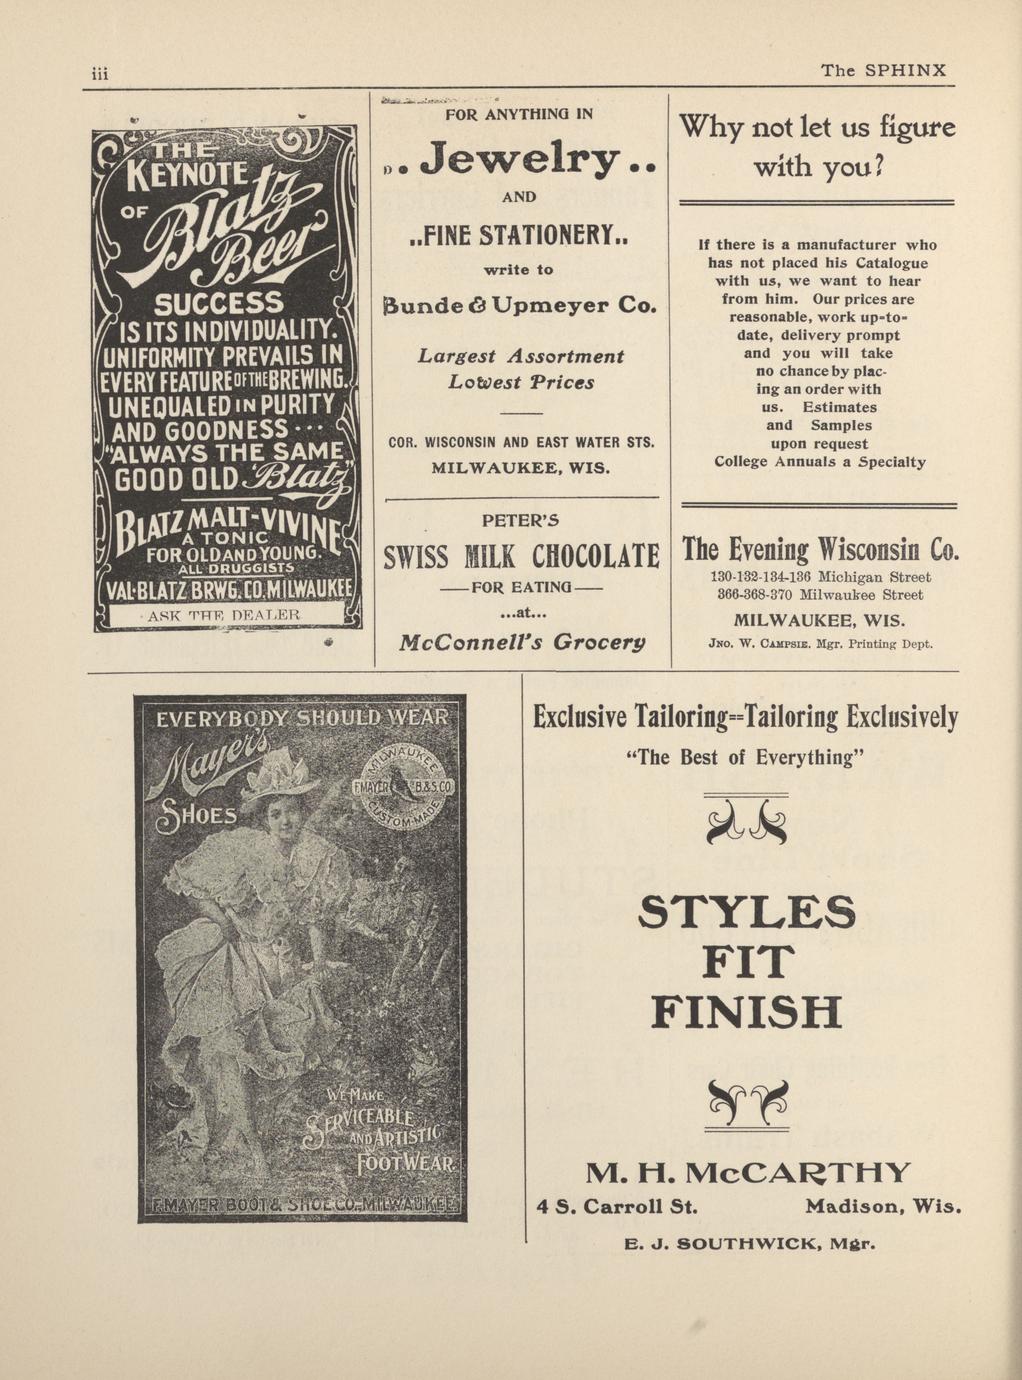 iii
The SPHINX
THE
KEYNOTE
OF
Blatz
Beer
SUCCESS
IS ITS INDIVIDUALITY.
UNIFORMITY PREVAILS IN
EVERY FEATURE OF THE BREWING.
UNEQUALED IN PURITY
AND GOODNESS...
"ALWAYS THE SAME
GOOD OLD "Blatz"
BLATZ MALT-VIVINE
A TONIC
FOR OLD AND YOUNG.
ALL DRUGGISTS
VAL·BLATZ BRWG. CO. MILWAUKEE
ASK THE DEALER
FOR ANYTHING IN
.. Jewelry ..
AND
..FINE STATIONERY..
write to
Bunde & Upmeyer Co.
Largest Assortment
Lowest Prices
COR. WISCONSIN AND EAST WATER STS.
MILWAUKEE, WIS.
PETER'S
SWISS MILK CHOCOLATE
—FOR EATING—
...at...
McConnell's Grocery
Why not let us figure
with you?
If there is a manufacturer who
has not placed his Catalogue
with us, we want to hear
from him. Our prices are
reasonable, work up-to-
date, delivery prompt
and you will take
no chance by plac-
ing an order with
us. Estimates
and Samples
upon request
College Annuals a Specialty
The Evening Wisconsin Co.
130-132-134-136 Michigan Street
366-368-370 Milwaukee Street
MILWAUKEE, WIS.
JNO. W. CAMPSIE. Mgr. Printing Dept.
EVERYBODY SHOULD WEAR
Mayer's
SHOES
MILWAUKEE
F.MAYER B.&S.CO
CUSTOM-MADE
WE MAKE
SERVICEABLE
AND ARTISTIC
FOOTWEAR.
F. MAYER BOOT & SHOE CO. MILWAUKEE.
Exclusive Tailoring==Tailoring Exclusively
"The Best of Everything"
STYLES
FIT
FINISH
M. H. McCARTHY
4 S. Carroll St. Madison, Wis.
E. J. SOUTHWICK, Mgr.